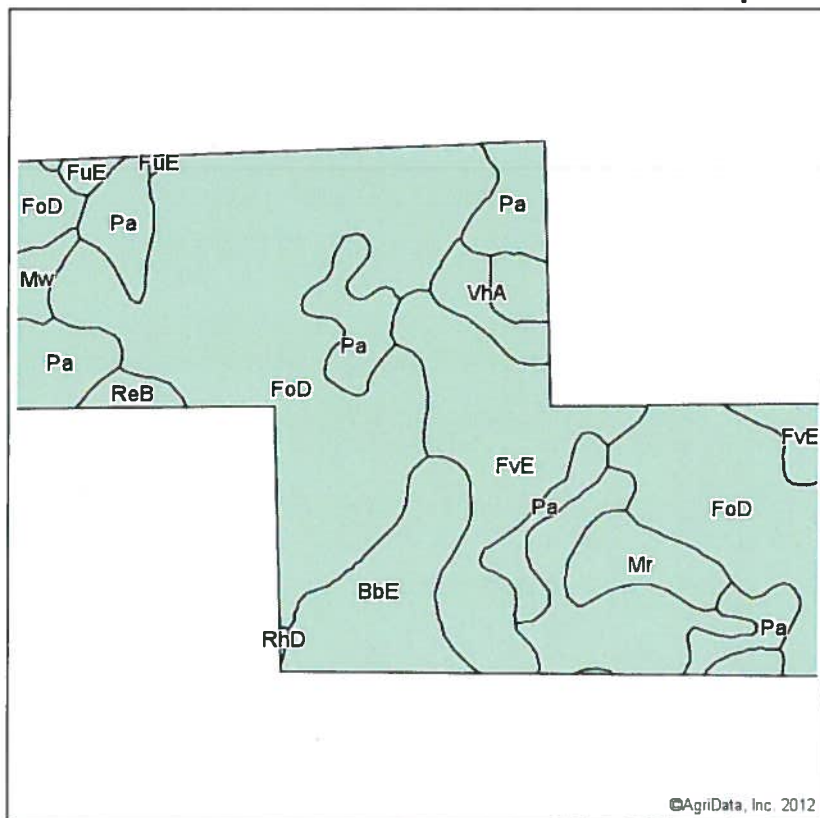 FuE FuE
FoD Pa Pa
Mw VhA
Pa Pa
ReB FoD
FvE FvE
Pa FoD
Mr
BbE
RhD Pa
©AgriData, Inc. 2012